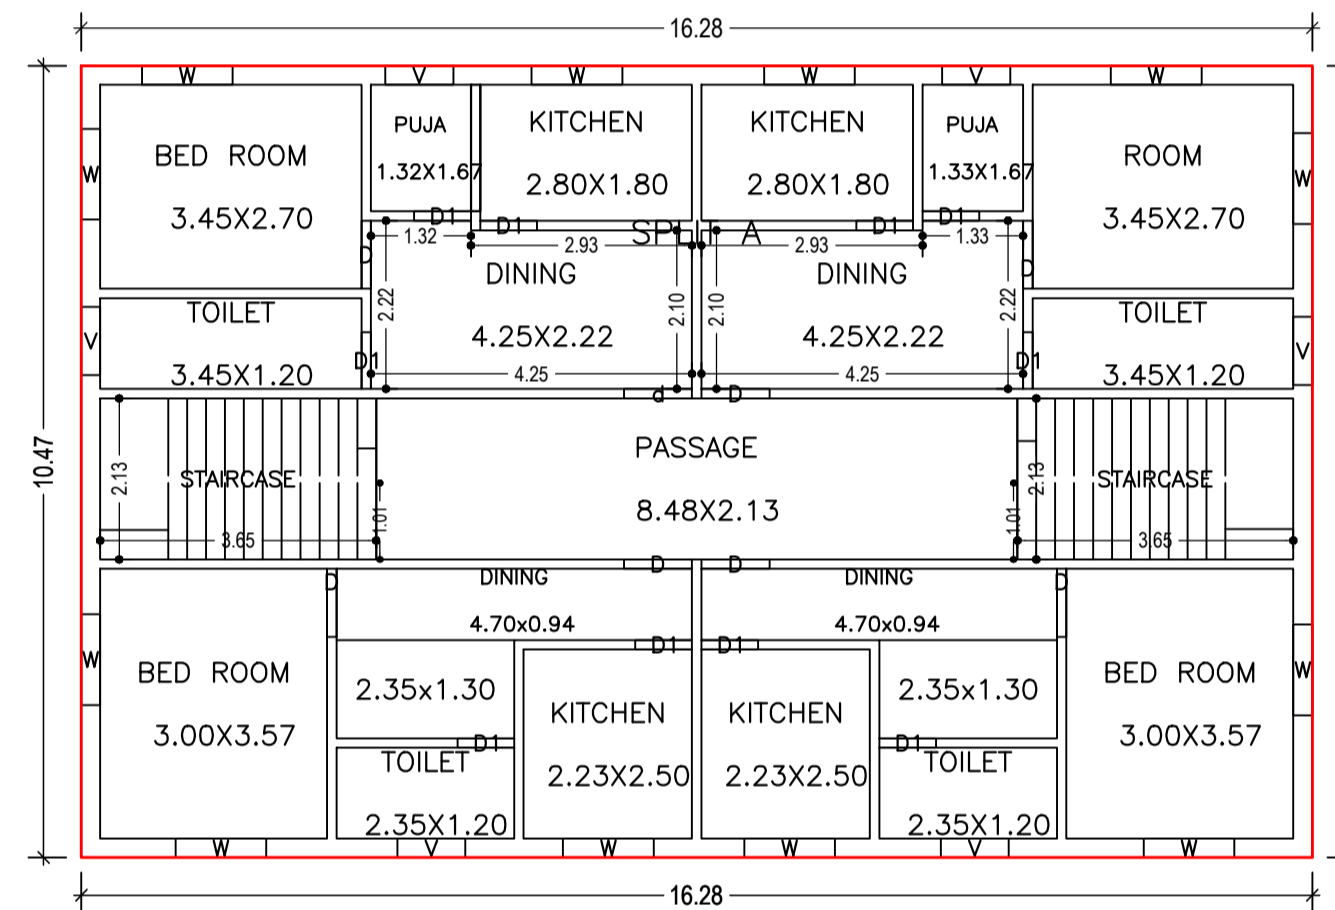 16.28
W V W W V W
BED ROOM
3.45X2.70
PUJA
1.32X1.67
KITCHEN
2.80X1.80
KITCHEN
2.80X1.80
PUJA
1.33X1.67
ROOM
3.45X2.70
W
W
D1 D1 D1 D1
1.32 2.93 2.93 1.33
D
D
DINING
4.25X2.22
DINING
4.25X2.22
2.22 2.10 2.10 2.22
4.25 4.25
TOILET
3.45X1.20
TOILET
3.45X1.20
V
V
D1
D1
d D
10.47
2.13
STAIRCASE
3.65
1.01
PASSAGE
8.48X2.13
1.01
2.13
STAIRCASE
3.65
D D
D
D
DINING
4.70x0.94
DINING
4.70x0.94
D1 D1
W
W
BED ROOM
3.00X3.57
2.35x1.30
D1
TOILET
2.35X1.20
KITCHEN
2.23X2.50
KITCHEN
2.23X2.50
2.35x1.30
D1
TOILET
2.35X1.20
BED ROOM
3.00X3.57
W V W W V W
16.28